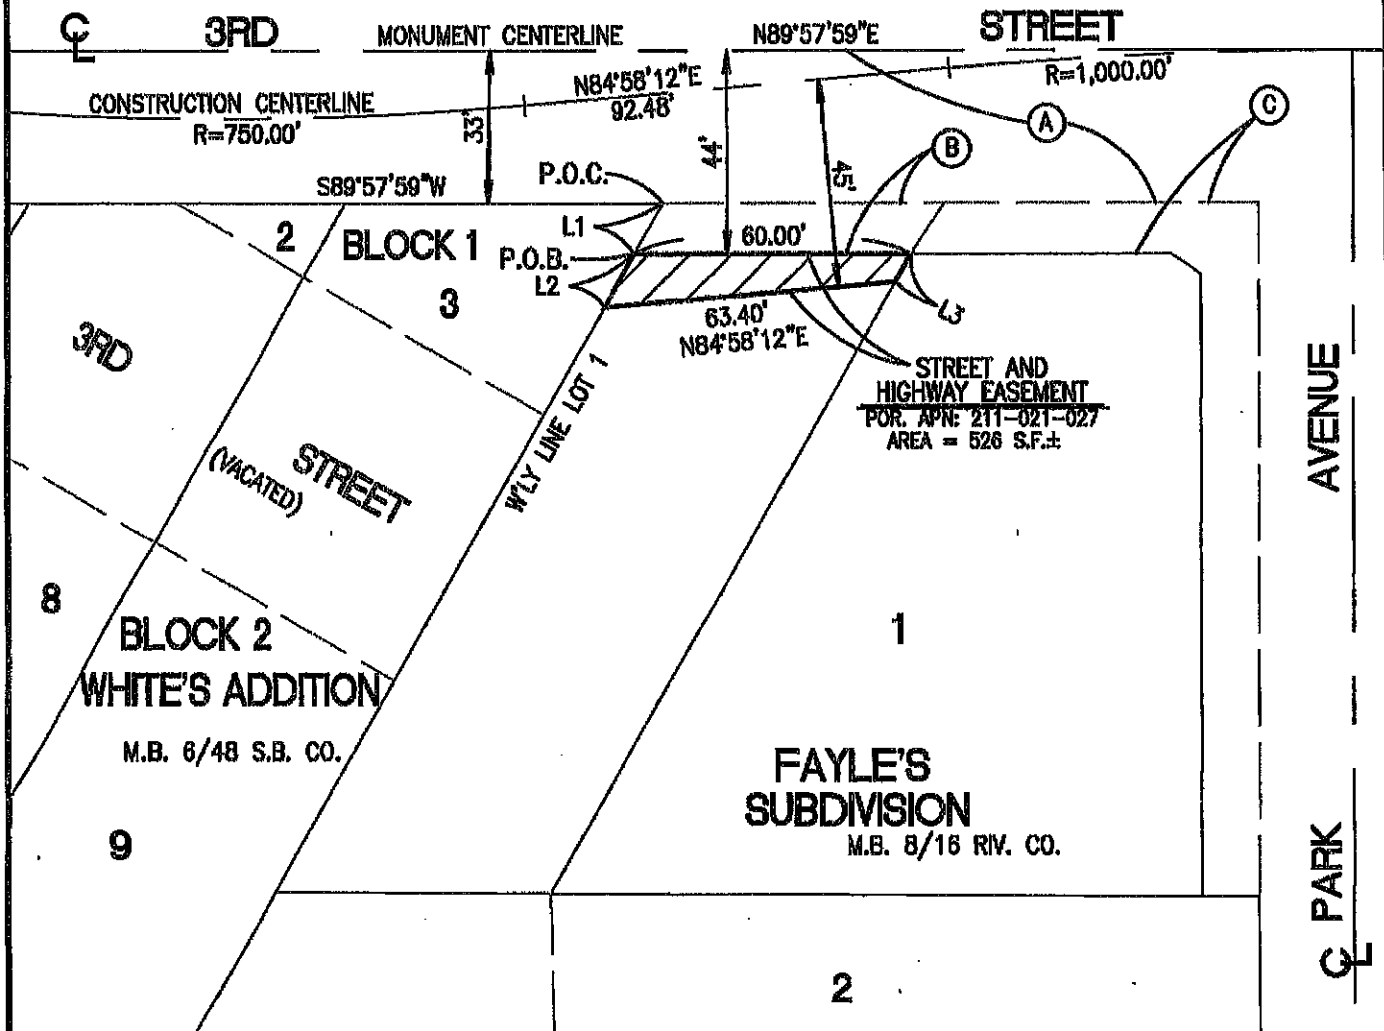 ℄ 3RD STREET
MONUMENT CENTERLINE
N89°57'59"E
CONSTRUCTION CENTERLINE
R=750.00'
N84°58'12"E
92.48'
R=1,000.00'
33'
44'
45'
A
B
C
S89°57'59"W
P.O.C.
L1
60.00'
P.O.B.
L2
L3
63.40'
N84°58'12"E
2
BLOCK 1
3
3RD
STREET
(VACATED)
W'LY LINE LOT 1
STREET AND
HIGHWAY EASEMENT
POR. APN: 211-021-027
AREA = 526 S.F.±
8
BLOCK 2
WHITE'S ADDITION
M.B. 6/48 S.B. CO.
9
1
FAYLE'S
SUBDIVISION
M.B. 8/16 RIV. CO.
2
℄ PARK AVENUE